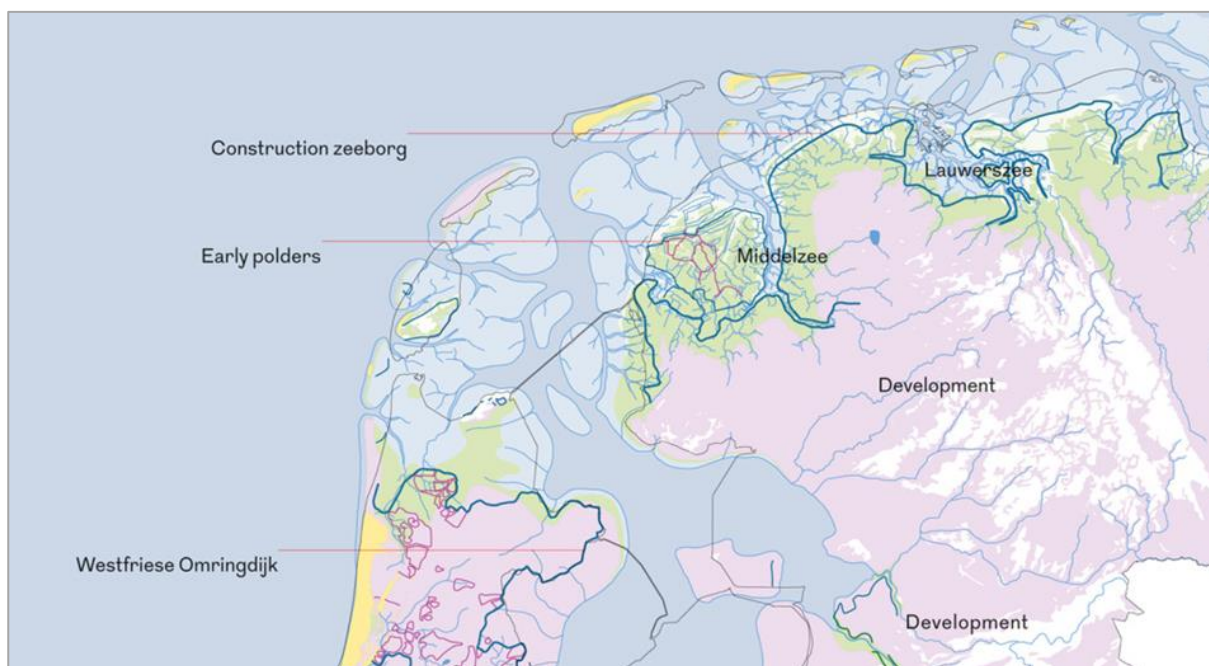 Construction zeeborg
Lauwerszee
Early polders
Middelzee
Development
Westfriese Omringdijk
Development